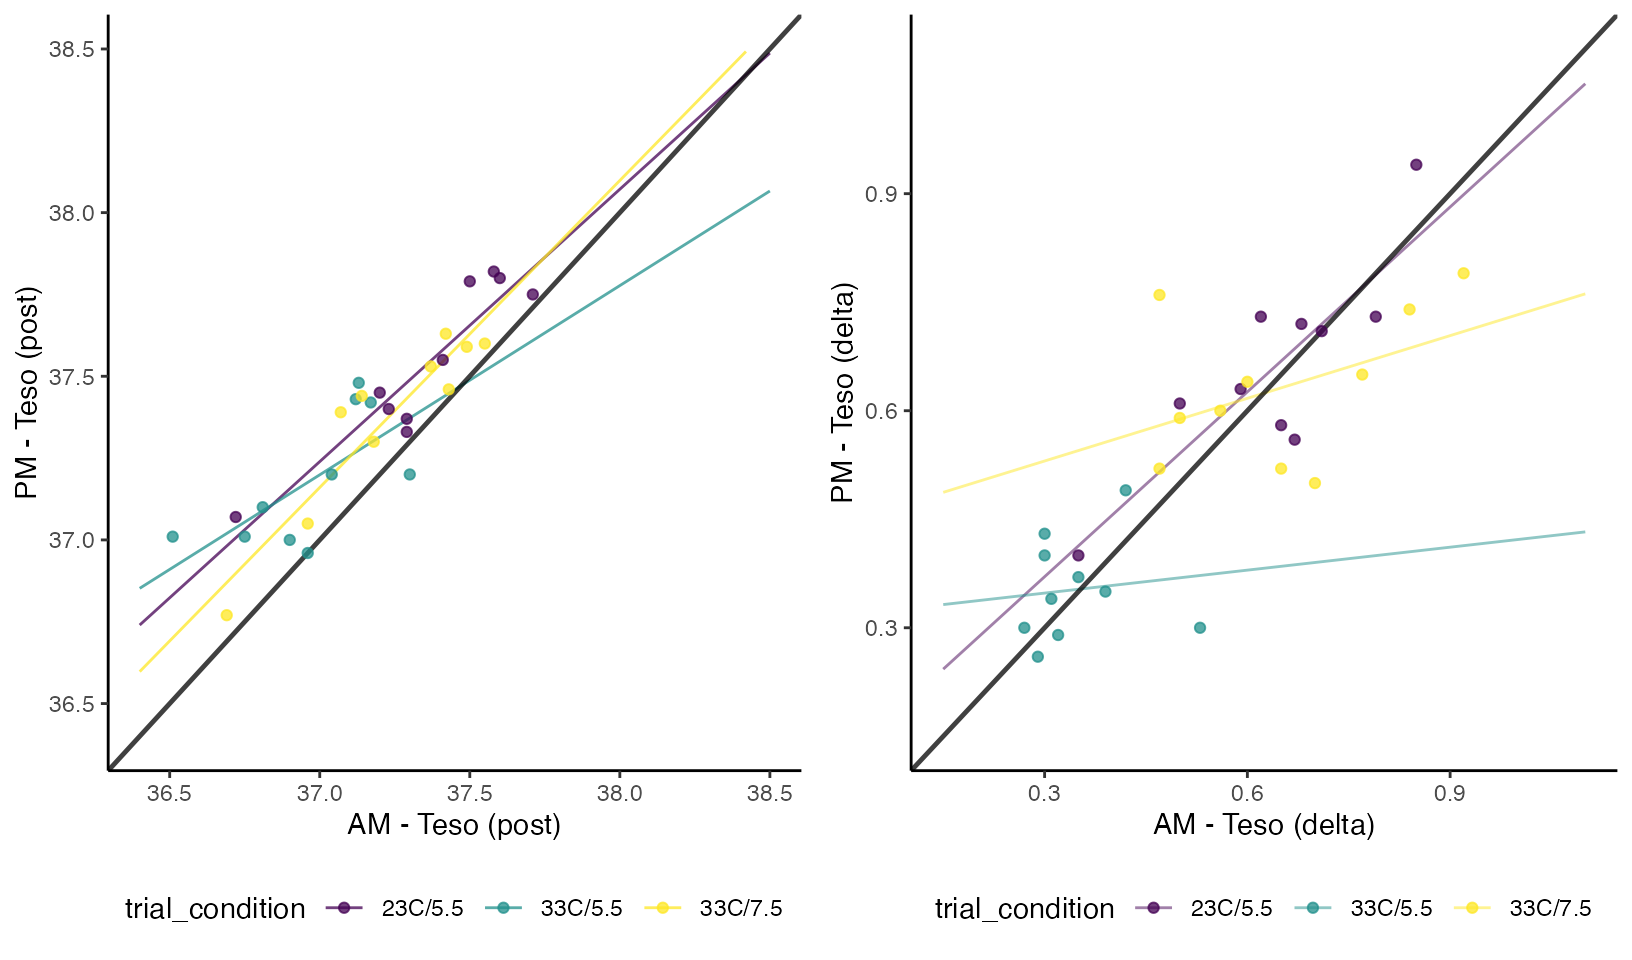 PM - Teso (post)
38.5
38.0
37.5
37.0
36.5
36.5 37.0 37.5 38.0 38.5
AM - Teso (post)
trial_condition 23C/5.5 33C/5.5 33C/7.5
PM - Teso (delta)
0.9
0.6
0.3
0.3 0.6 0.9
AM - Teso (delta)
trial_condition 23C/5.5 33C/5.5 33C/7.5